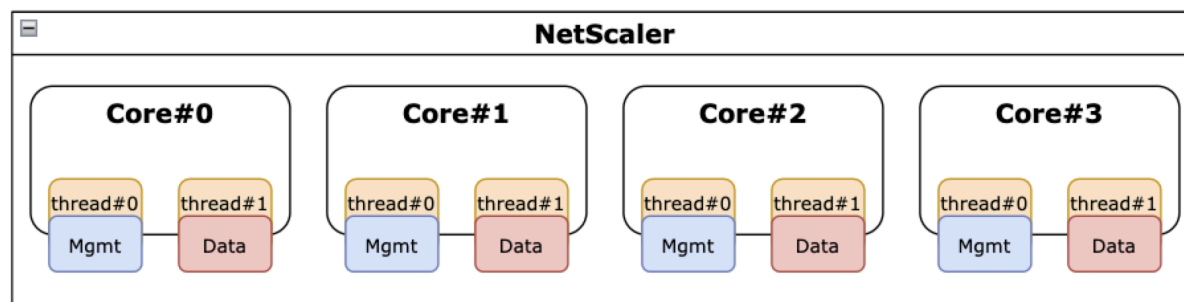 NetScaler
Core#0 Core#1 Core#2 Core#3
thread#0 thread#1 thread#0 thread#1 thread#0 thread#1 thread#0 thread#1
Mgmt Data Mgmt Data Mgmt Data Mgmt Data